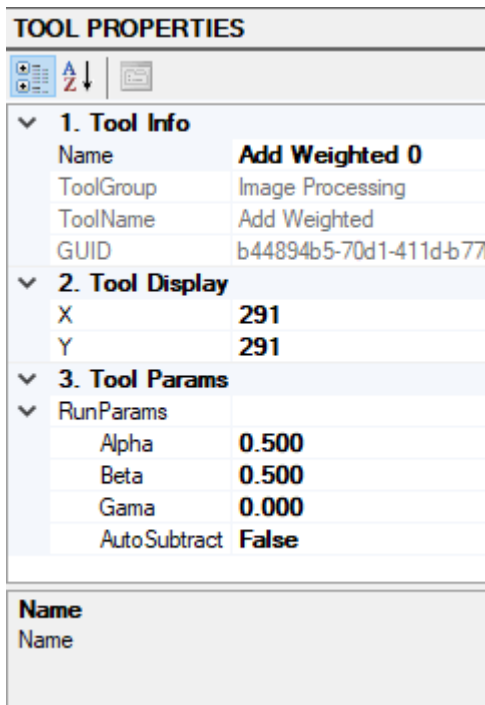 TOOL PROPERTIES
1. Tool Info
Name Add Weighted 0
ToolGroup Image Processing
ToolName Add Weighted
GUID b44894b5-70d1-411d-b77
2. Tool Display
X 291
Y 291
3. Tool Params
RunParams
Alpha 0.500
Beta 0.500
Gama 0.000
AutoSubtract False
Name
Name